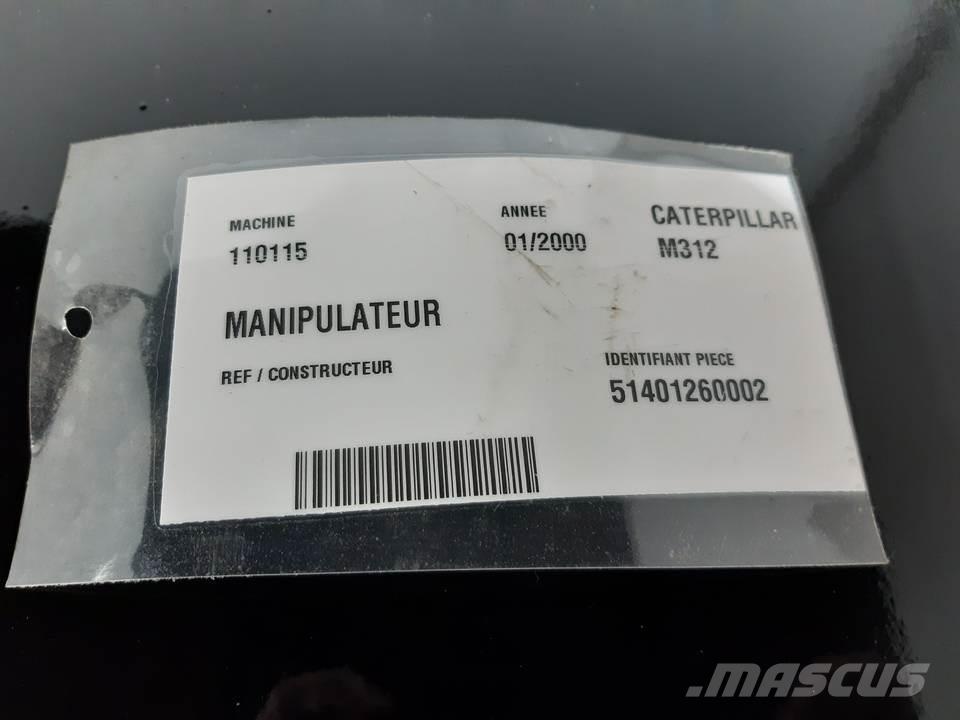 MACHINE
110115
ANNEE
01/2000
CATERPILLAR
M312
MANIPULATEUR
REF / CONSTRUCTEUR
IDENTIFIANT PIECE
51401260002
.MASCUS